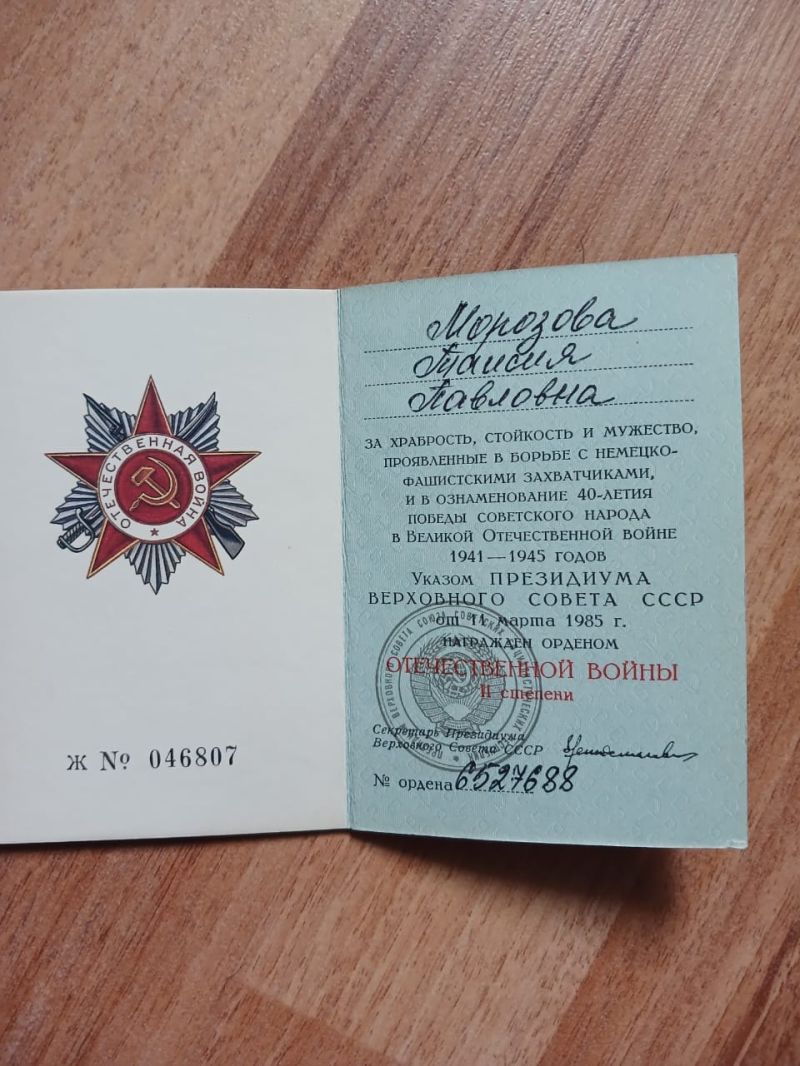 ОТЕЧЕСТВЕННАЯ ВОЙНА
Ж № 046807
Морозова
Таисия
Павловна
ЗА ХРАБРОСТЬ, СТОЙКОСТЬ И МУЖЕСТВО,
ПРОЯВЛЕННЫЕ В БОРЬБЕ С НЕМЕЦКО-
ФАШИСТСКИМИ ЗАХВАТЧИКАМИ,
И В ОЗНАМЕНОВАНИЕ 40-ЛЕТИЯ
ПОБЕДЫ СОВЕТСКОГО НАРОДА
В ВЕЛИКОЙ ОТЕЧЕСТВЕННОЙ ВОЙНЕ
1941—1945 ГОДОВ
УКАЗОМ ПРЕЗИДИУМА
ВЕРХОВНОГО СОВЕТА СССР
от 11 марта 1985 г.
НАГРАЖДЕН ОРДЕНОМ
ОТЕЧЕСТВЕННОЙ ВОЙНЫ
II степени
Секретарь Президиума
Верховного Совета СССР
№ ордена 6527688